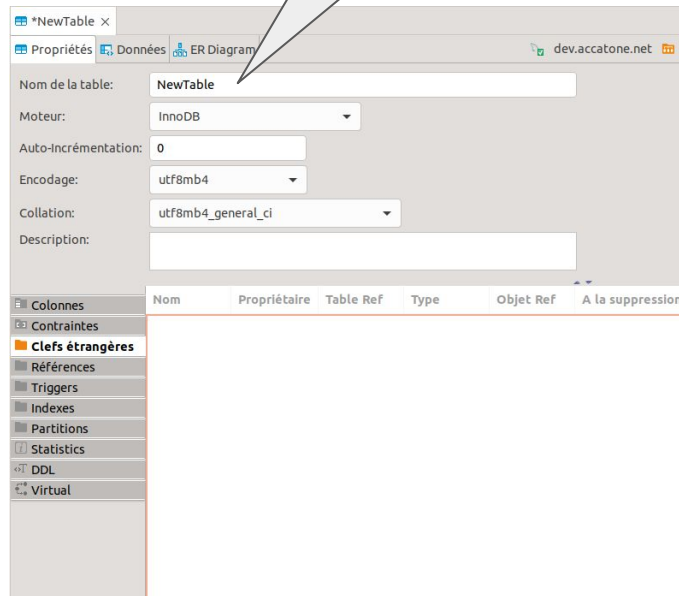 *NewTable ×
Propriétés Données ER Diagram dev.accatone.net
Nom de la table: NewTable
Moteur: InnoDB
Auto-Incrémentation: 0
Encodage: utf8mb4
Collation: utf8mb4_general_ci
Description:
Nom Propriétaire Table Ref Type Objet Ref A la suppression
Colonnes
Contraintes
Clefs étrangères
Références
Triggers
Indexes
Partitions
Statistics
DDL
Virtual